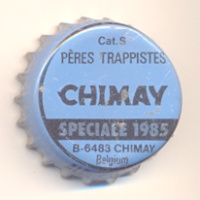 Cat.S
PÈRES TRAPPISTES
CHIMAY
SPECIALE 1985
B-6483 CHIMAY
Belgium